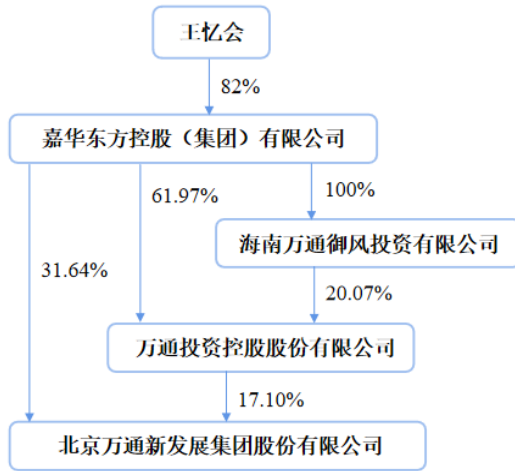 王忆会
82%
嘉华东方控股（集团）有限公司
100%
61.97%
海南万通御风投资有限公司
31.64%
20.07%
万通投资控股股份有限公司
17.10%
北京万通新发展集团股份有限公司